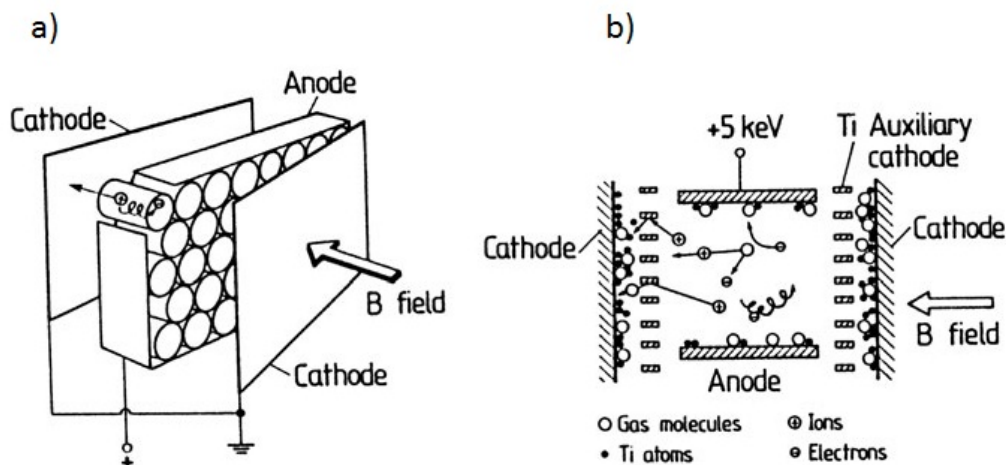 a)
Cathode
Anode
B field
Cathode
+
b)
+5 keV
Ti Auxiliary
cathode
Cathode
Cathode
B field
Anode
Gas molecules
Ions
Ti atoms
Electrons